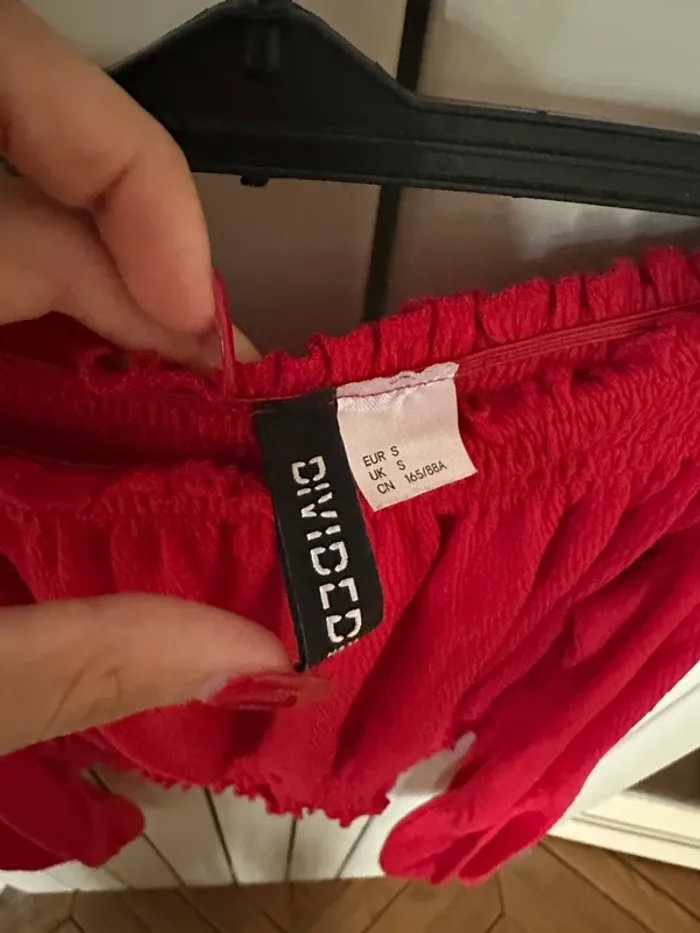 DIVIDED
EUR S
UK S
CN 165/88A